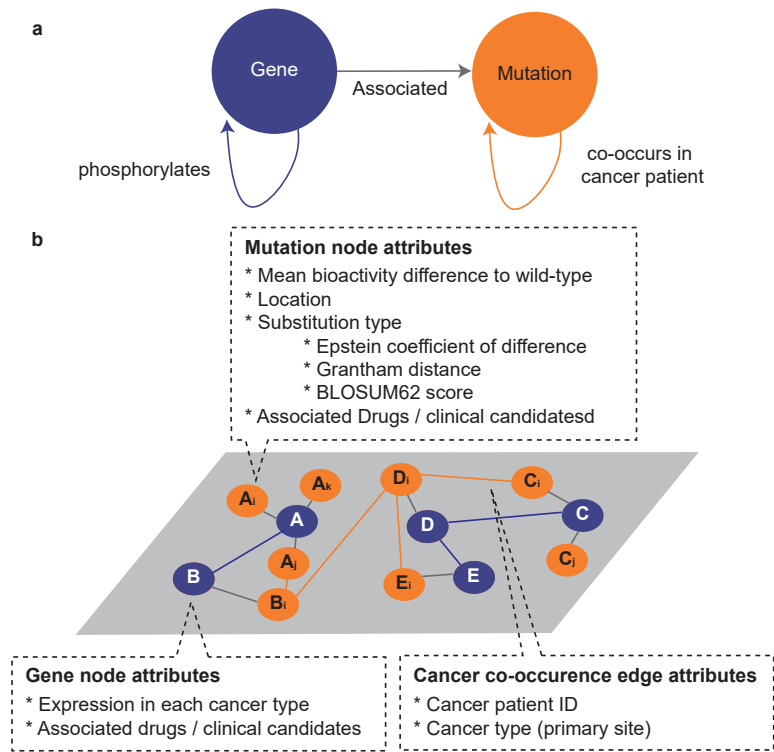 a
Gene
Mutation
Associated
phosphorylates
co-occurs in
cancer patient
b
Mutation node attributes
* Mean bioactivity difference to wild-type
* Location
* Substitution type
* Epstein coefficient of difference
* Grantham distance
* BLOSUM62 score
* Associated Drugs / clinical candidatesd
Ai
Ak
Di
Ci
A
D
C
Aj
Cj
B
Ei
E
Bi
Gene node attributes
* Expression in each cancer type
* Associated drugs / clinical candidates
Cancer co-occurence edge attributes
* Cancer patient ID
* Cancer type (primary site)